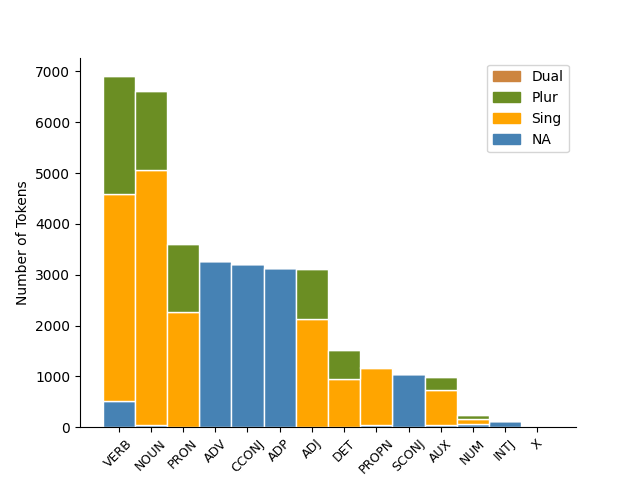 Dual
Plur
Sing
NA
Number of Tokens
7000
6000
5000
4000
3000
2000
1000
0
VERB
NOUN
PRON
ADV
CCONJ
ADP
ADJ
DET
PROPN
SCONJ
AUX
NUM
INTJ
X